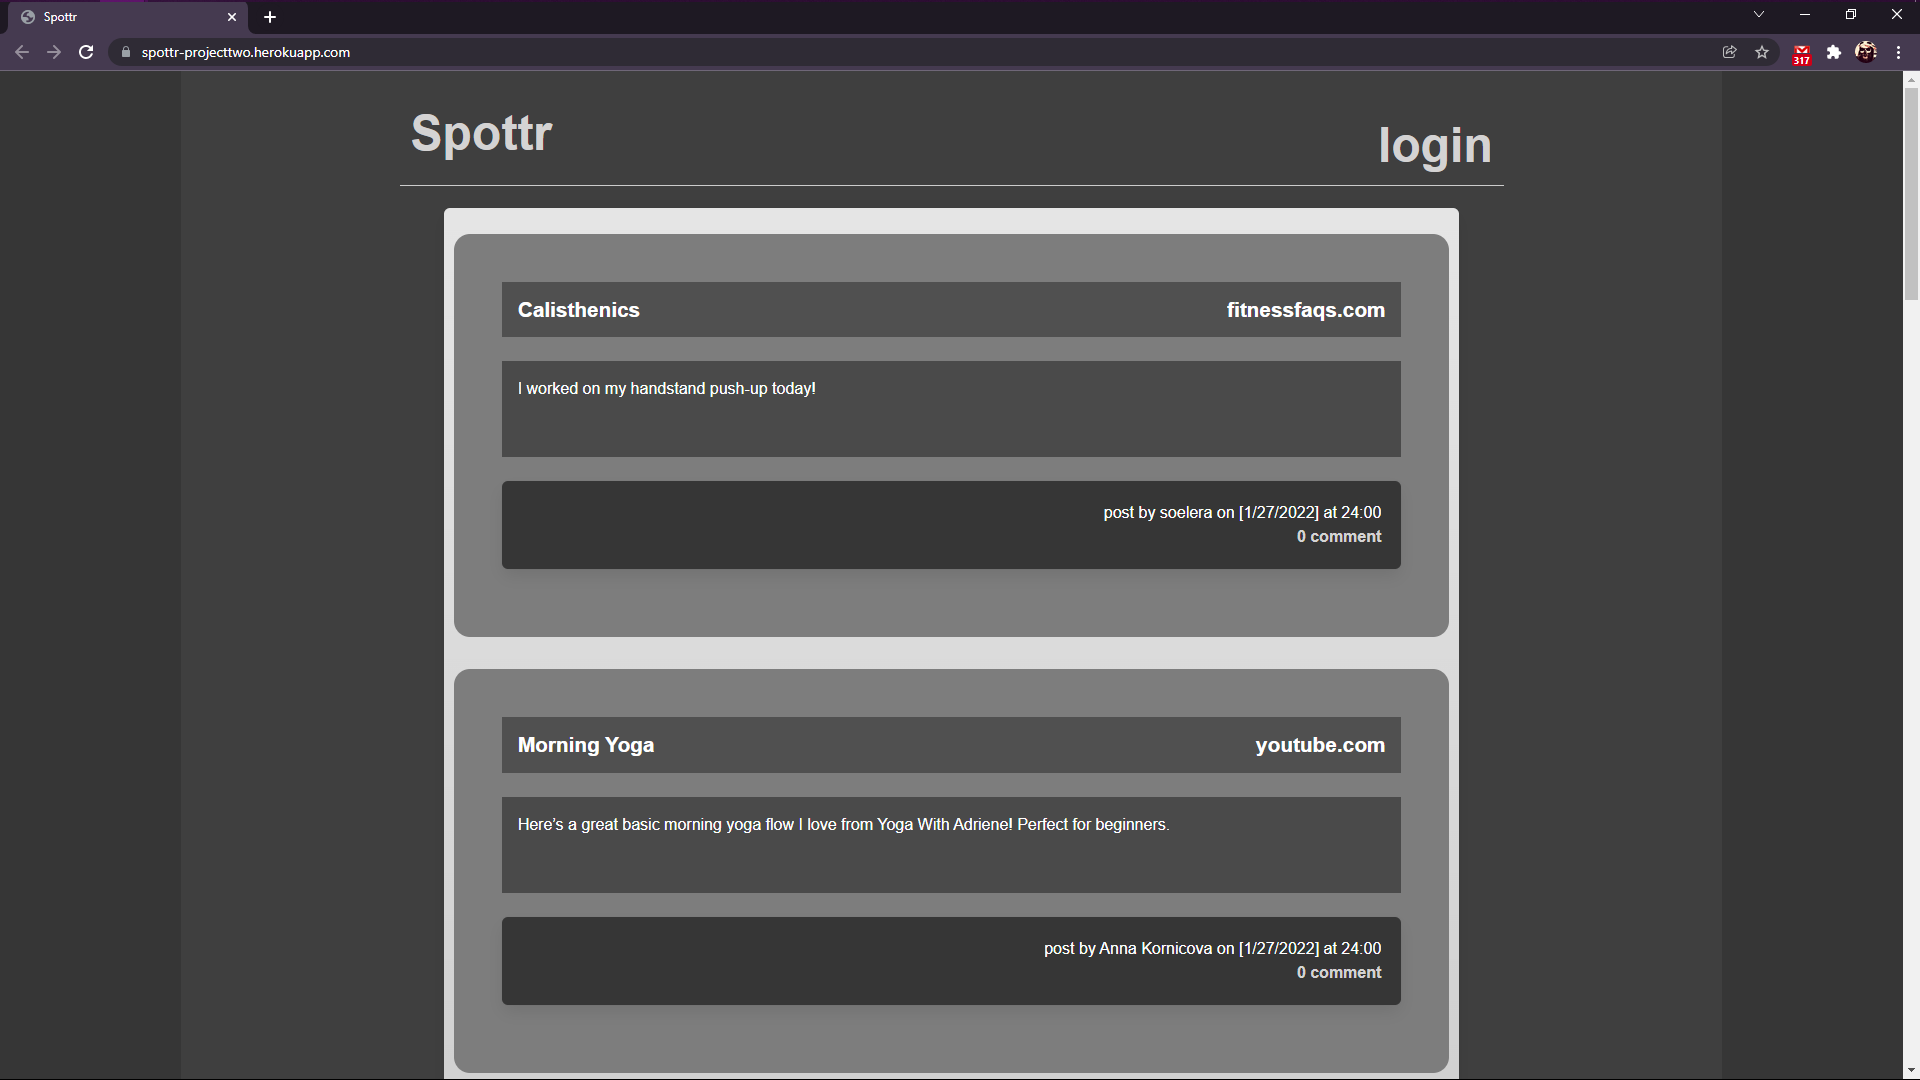 Spottr
spottr-projecttwo.herokuapp.com
317
Spottr
login
Calisthenics
fitnessfaqs.com
I worked on my handstand push-up today!
post by soelera on [1/27/2022] at 24:00
0 comment
Morning Yoga
youtube.com
Here’s a great basic morning yoga flow I love from Yoga With Adriene! Perfect for beginners.
post by Anna Kornicova on [1/27/2022] at 24:00
0 comment